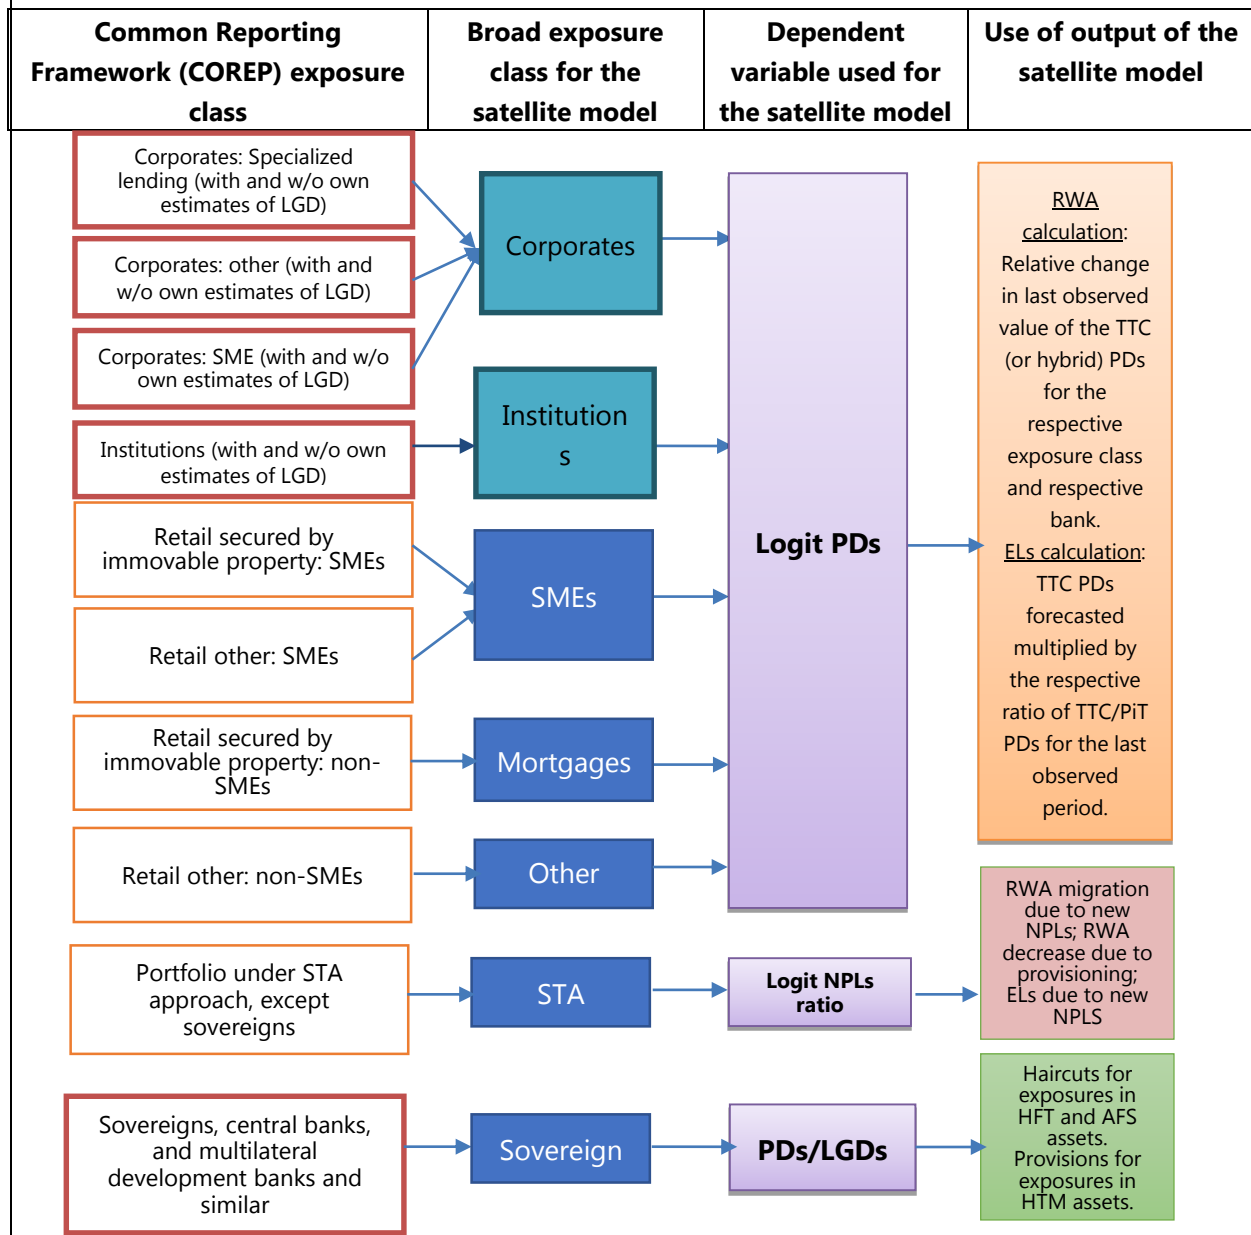 Common Reporting
Framework (COREP) exposure
class
Broad exposure
class for the
satellite model
Dependent
variable used for
the satellite model
Use of output of the
satellite model
Corporates: Specialized
lending (with and w/o own
estimates of LGD)
Corporates: other (with and
w/o own estimates of LGD)
Corporates: SME (with and w/o
own estimates of LGD)
Institutions (with and w/o own
estimates of LGD)
Retail secured by
immovable property: SMEs
Retail other: SMEs
Retail secured by
immovable property: non-
SMEs
Retail other: non-SMEs
Portfolio under STA
approach, except
sovereigns
Sovereigns, central banks,
and multilateral
development banks and
similar
Corporates
Institution
s
SMEs
Mortgages
Other
STA
Sovereign
Logit PDs
Logit NPLs
ratio
PDs/LGDs
RWA
calculation:
Relative change
in last observed
value of the TTC
(or hybrid) PDs
for the
respective
exposure class
and respective
bank.
ELs calculation:
TTC PDs
forecasted
multiplied by
the respective
ratio of TTC/PiT
PDs for the last
observed
period.
RWA migration
due to new
NPLs; RWA
decrease due to
provisioning;
ELs due to new
NPLS
Haircuts for
exposures in
HFT and AFS
assets.
Provisions for
exposures in
HTM assets.